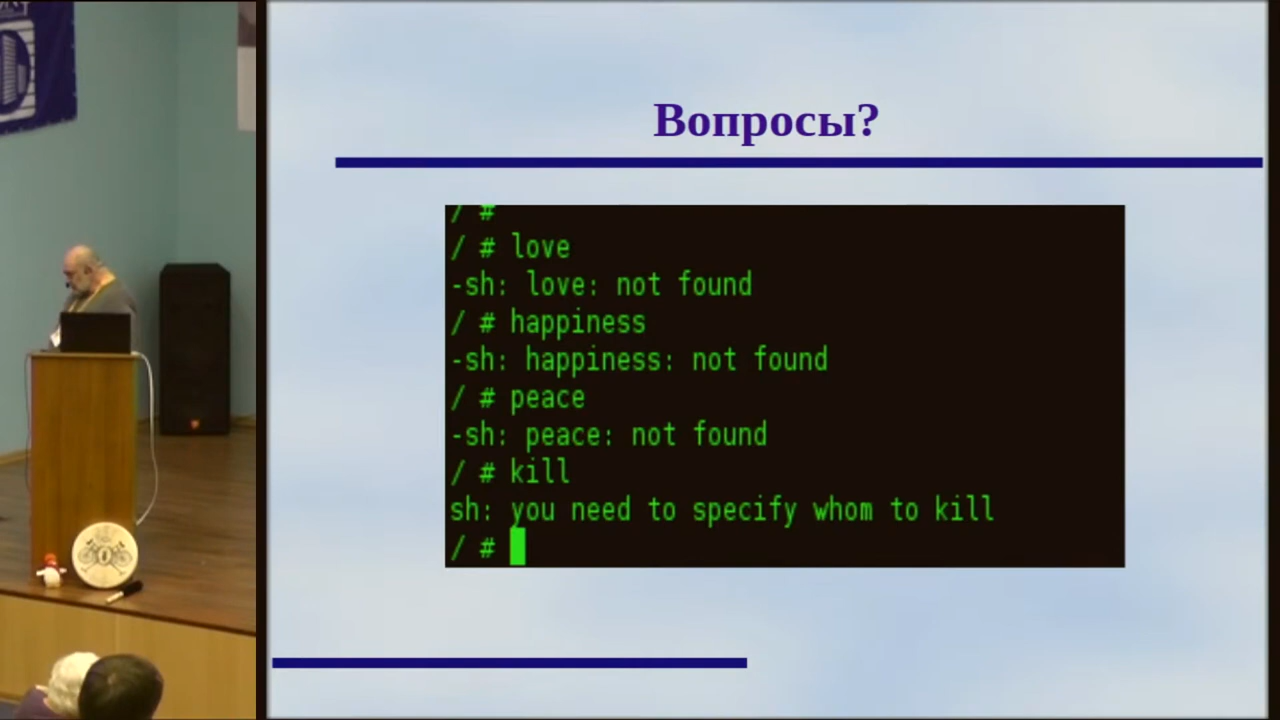 Вопросы?
/ #
/ # love
-sh: love: not found
/ # happiness
-sh: happiness: not found
/ # peace
-sh: peace: not found
/ # kill
sh: you need to specify whom to kill
/ #